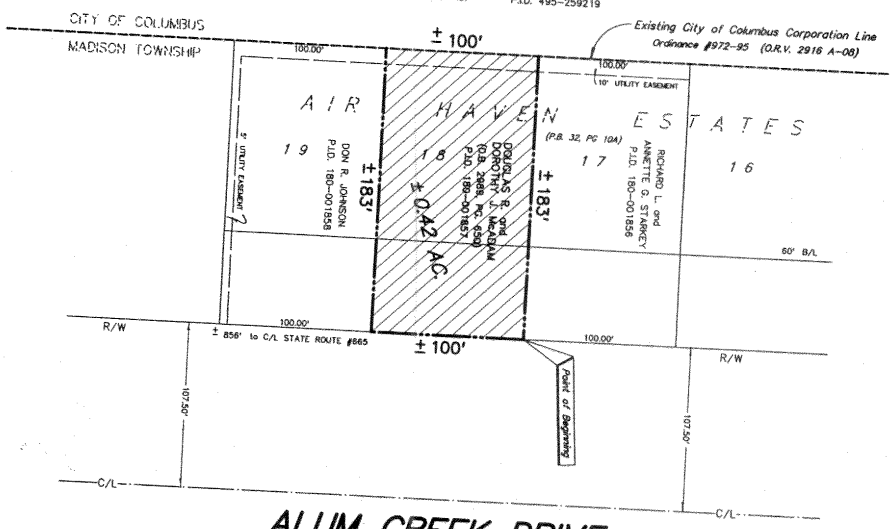 P.I.D. 495-259219
CITY OF COLUMBUS
MADISON TOWNSHIP
± 100'
Existing City of Columbus Corporation Line
Ordinance #972-95 (O.R.V. 2916 A-08)
100.00'
100.00'
10' UTILITY EASEMENT
AIR HAVEN ESTATES
(P.B. 32, PG 10A)
5' UTILITY EASEMENT
19
DON R. JOHNSON
P.I.D. 180-001858
± 183'
18
DOUGLAS R. and
DOROTHY J. McADAM
(D.B. 2989, PG. 650)
P.I.D. 180-001857
± 0.42 AC.
± 183'
17
RICHARD L. and
ANNETTE G. STARKEY
P.I.D. 180-001856
16
60' B/L
R/W
100.00'
± 856' to C/L STATE ROUTE #665
± 100'
100.00'
R/W
Point of Beginning
107.50'
107.50'
C/L
C/L
ALUM CREEK DRIVE